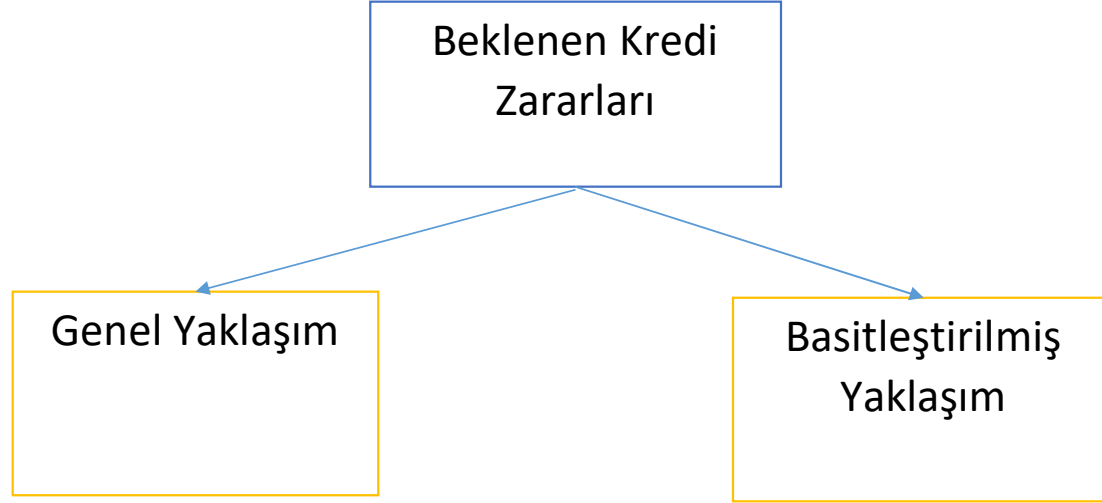 Beklenen Kredi
Zararları
Genel Yaklaşım
Basitleştirilmiş
Yaklaşım